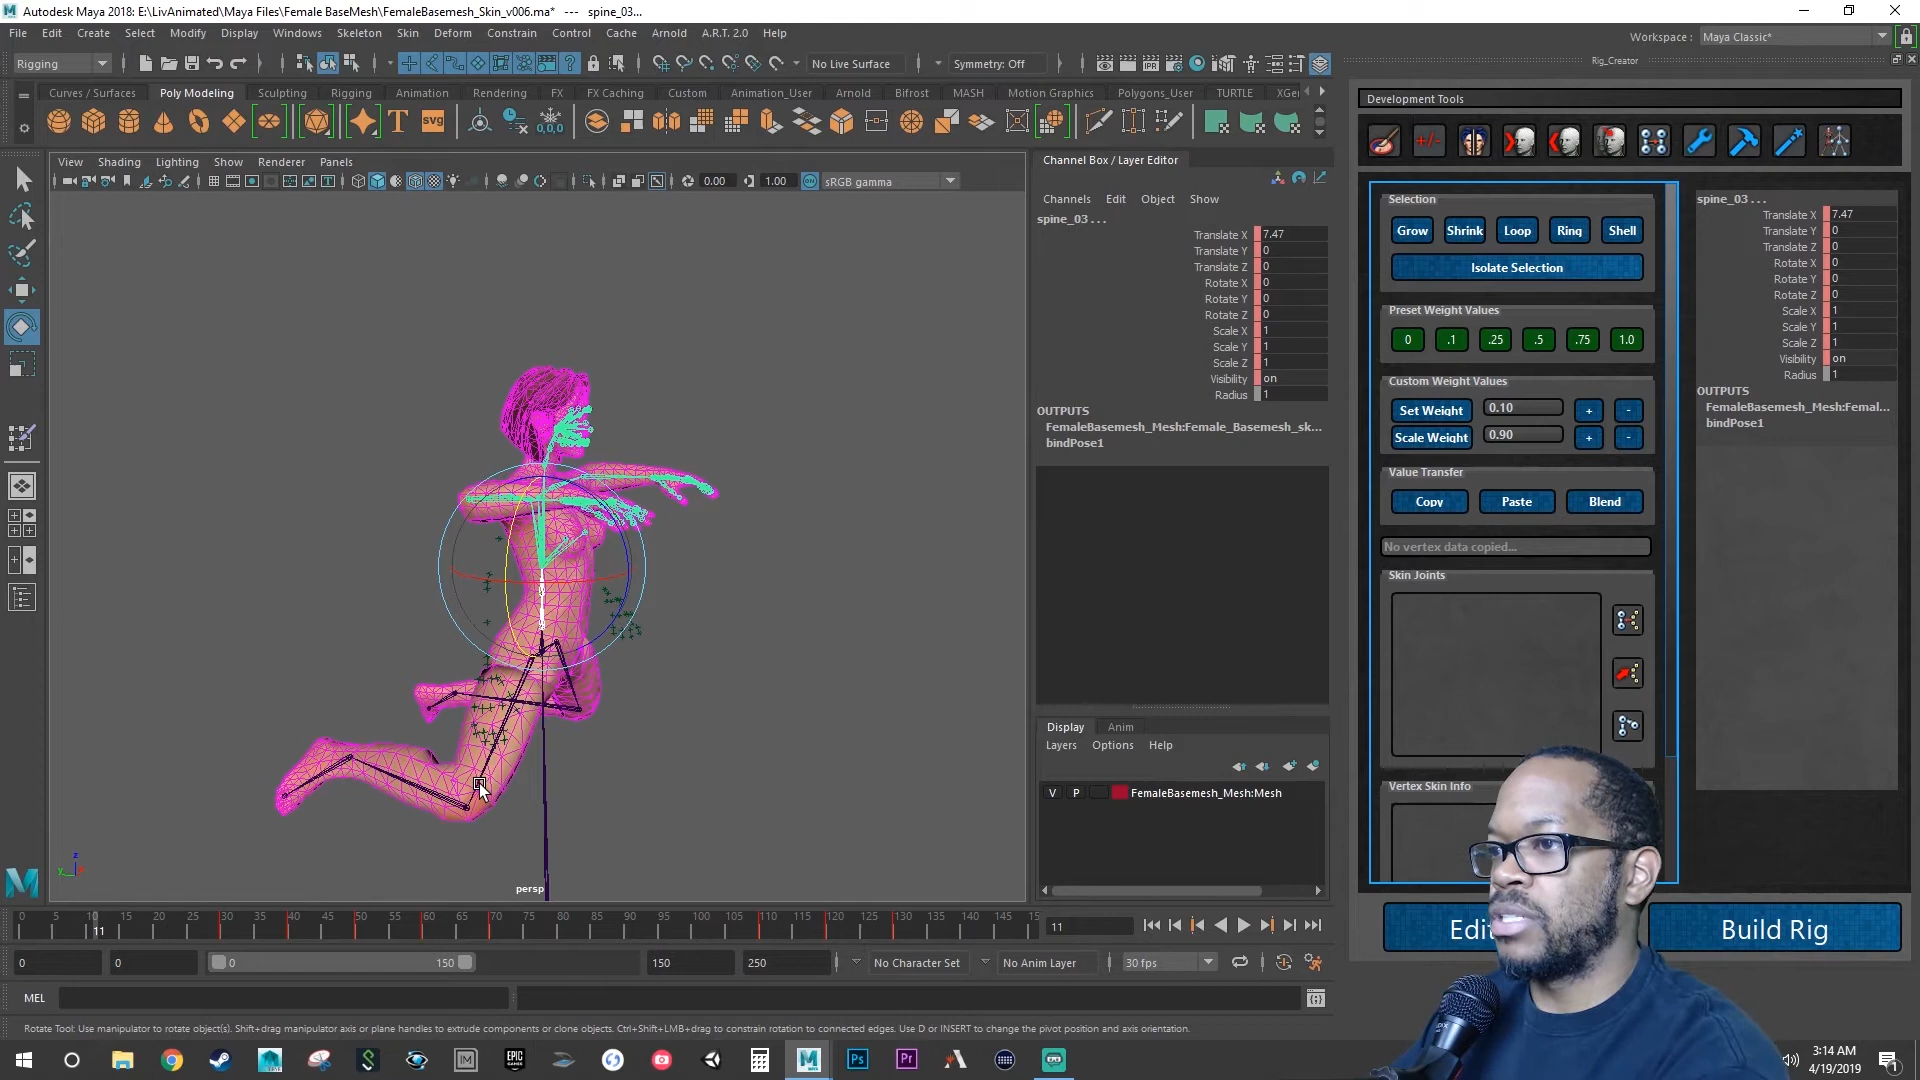 Autodesk Maya 2018: E:\LivAnimated\Maya Files\Female BaseMesh\FemaleBasemesh_Skin_v006.ma* --- spine_03...
File Edit Create Select Modify Display Windows Skeleton Skin Deform Constrain Control Cache Arnold A.R.T. 2.0 Help
Workspace : Maya Classic*
Rigging
No Live Surface
Symmetry: Off
Rig_Creator
Curves / Surfaces Poly Modeling Sculpting Rigging Animation Rendering FX FX Caching Custom Animation_User Arnold Bifrost MASH Motion Graphics Polygons_User TURTLE XGen
Development Tools
T svg
0,0,0
View Shading Lighting Show Renderer Panels
0.00 1.00 sRGB gamma
Channel Box / Layer Editor
Channels Edit Object Show
spine_03 . . .
Translate X 7.47
Translate Y 0
Translate Z 0
Rotate X 0
Rotate Y 0
Rotate Z 0
Scale X 1
Scale Y 1
Scale Z 1
Visibility on
Radius 1
OUTPUTS
FemaleBasemesh_Mesh:Female_Basemesh_sk...
bindPose1
Display Anim
Layers Options Help
V P FemaleBasemesh_Mesh:Mesh
persp
Selection
Grow Shrink Loop Ring Shell
Isolate Selection
Preset Weight Values
0 .1 .25 .5 .75 1.0
Custom Weight Values
Set Weight 0.10 + -
Scale Weight 0.90 + -
Value Transfer
Copy Paste Blend
No vertex data copied...
Skin Joints
Vertex Skin Info
spine_03 . . .
Translate X 7.47
Translate Y 0
Translate Z 0
Rotate X 0
Rotate Y 0
Rotate Z 0
Scale X 1
Scale Y 1
Scale Z 1
Visibility on
Radius 1
OUTPUTS
FemaleBasemesh_Mesh:Femal...
bindPose1
Build Rig
0 5 10 15 20 25 30 35 40 45 50 55 60 65 70 75 80 85 90 95 100 105 110 115 120 125 130 135 140 145 15
11
11
0 0 0 150 150 250 No Character Set No Anim Layer 30 fps
MEL
Rotate Tool: Use manipulator to rotate object(s). Shift+drag manipulator axis or plane handles to extrude components or clone objects. Ctrl+Shift+LMB+drag to constrain rotation to connected edges. Use D or INSERT to change the pivot position and axis orientation.
3:14 AM
4/19/2019